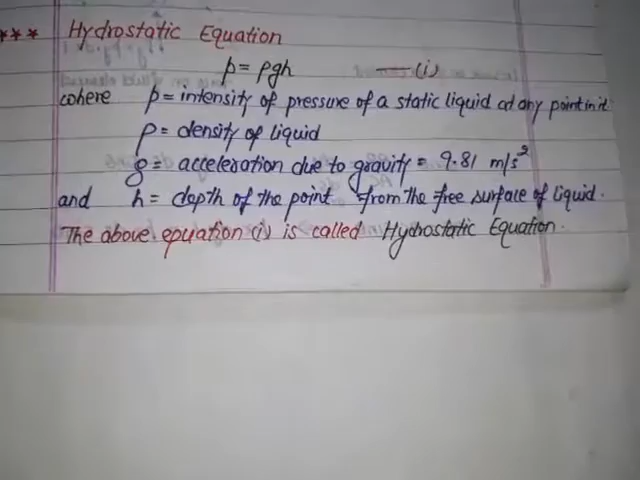 *** Hydrostatic Equation
p = ρgh —(i)
where p = intensity of pressure of a static liquid at any point in it
ρ = density of liquid
g = acceleration due to gravity = 9.81 m/s²
and h = depth of the point from the free surface of liquid.
The above equation (i) is called Hydrostatic Equation.